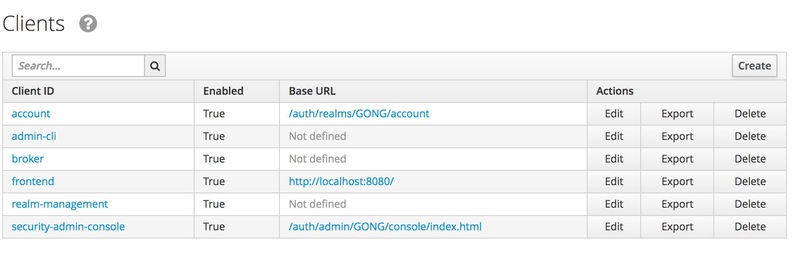 Clients ?
Search... Create
Client ID Enabled Base URL Actions
account True /auth/realms/GONG/account Edit Export Delete
admin-cli True Not defined Edit Export Delete
broker True Not defined Edit Export Delete
frontend True http://localhost:8080/ Edit Export Delete
realm-management True Not defined Edit Export Delete
security-admin-console True /auth/admin/GONG/console/index.html Edit Export Delete